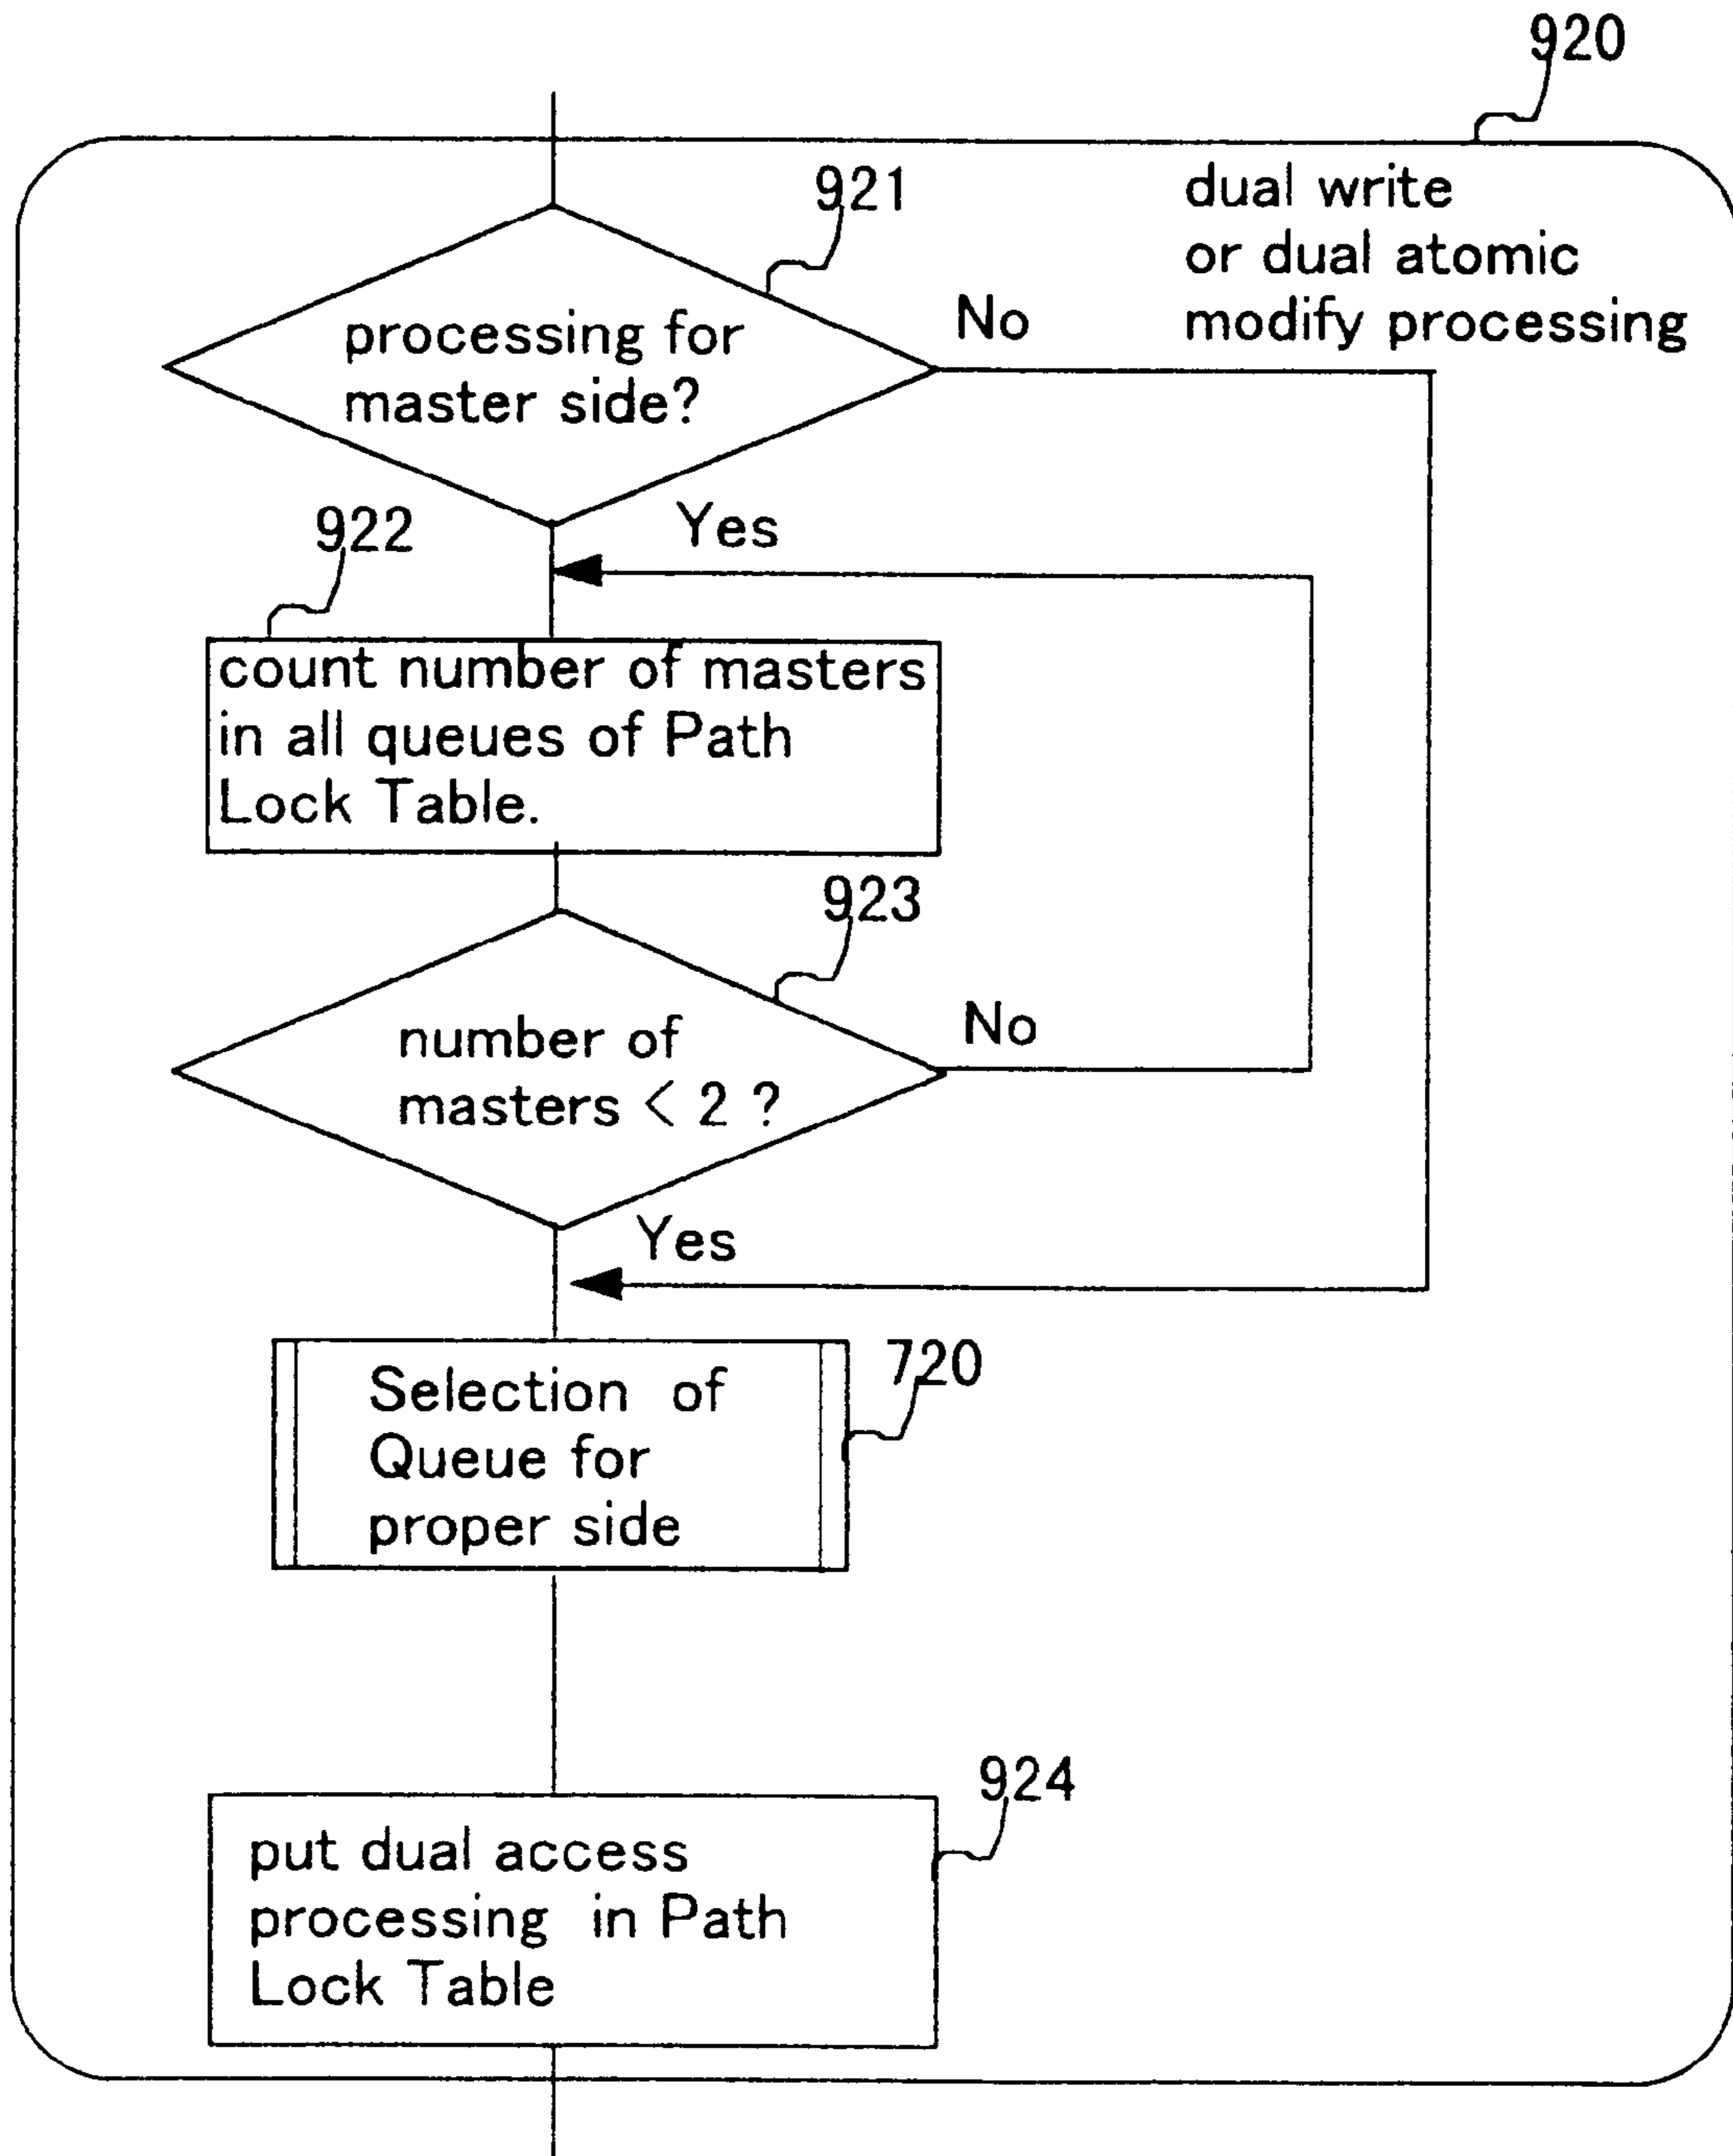 920
dual write
or dual atomic
modify processing
921
processing for
master side?
No
Yes
922
count number of masters
in all queues of Path
Lock Table.
923
number of
masters < 2 ?
No
Yes
720
Selection of
Queue for
proper side
924
put dual access
processing in Path
Lock Table